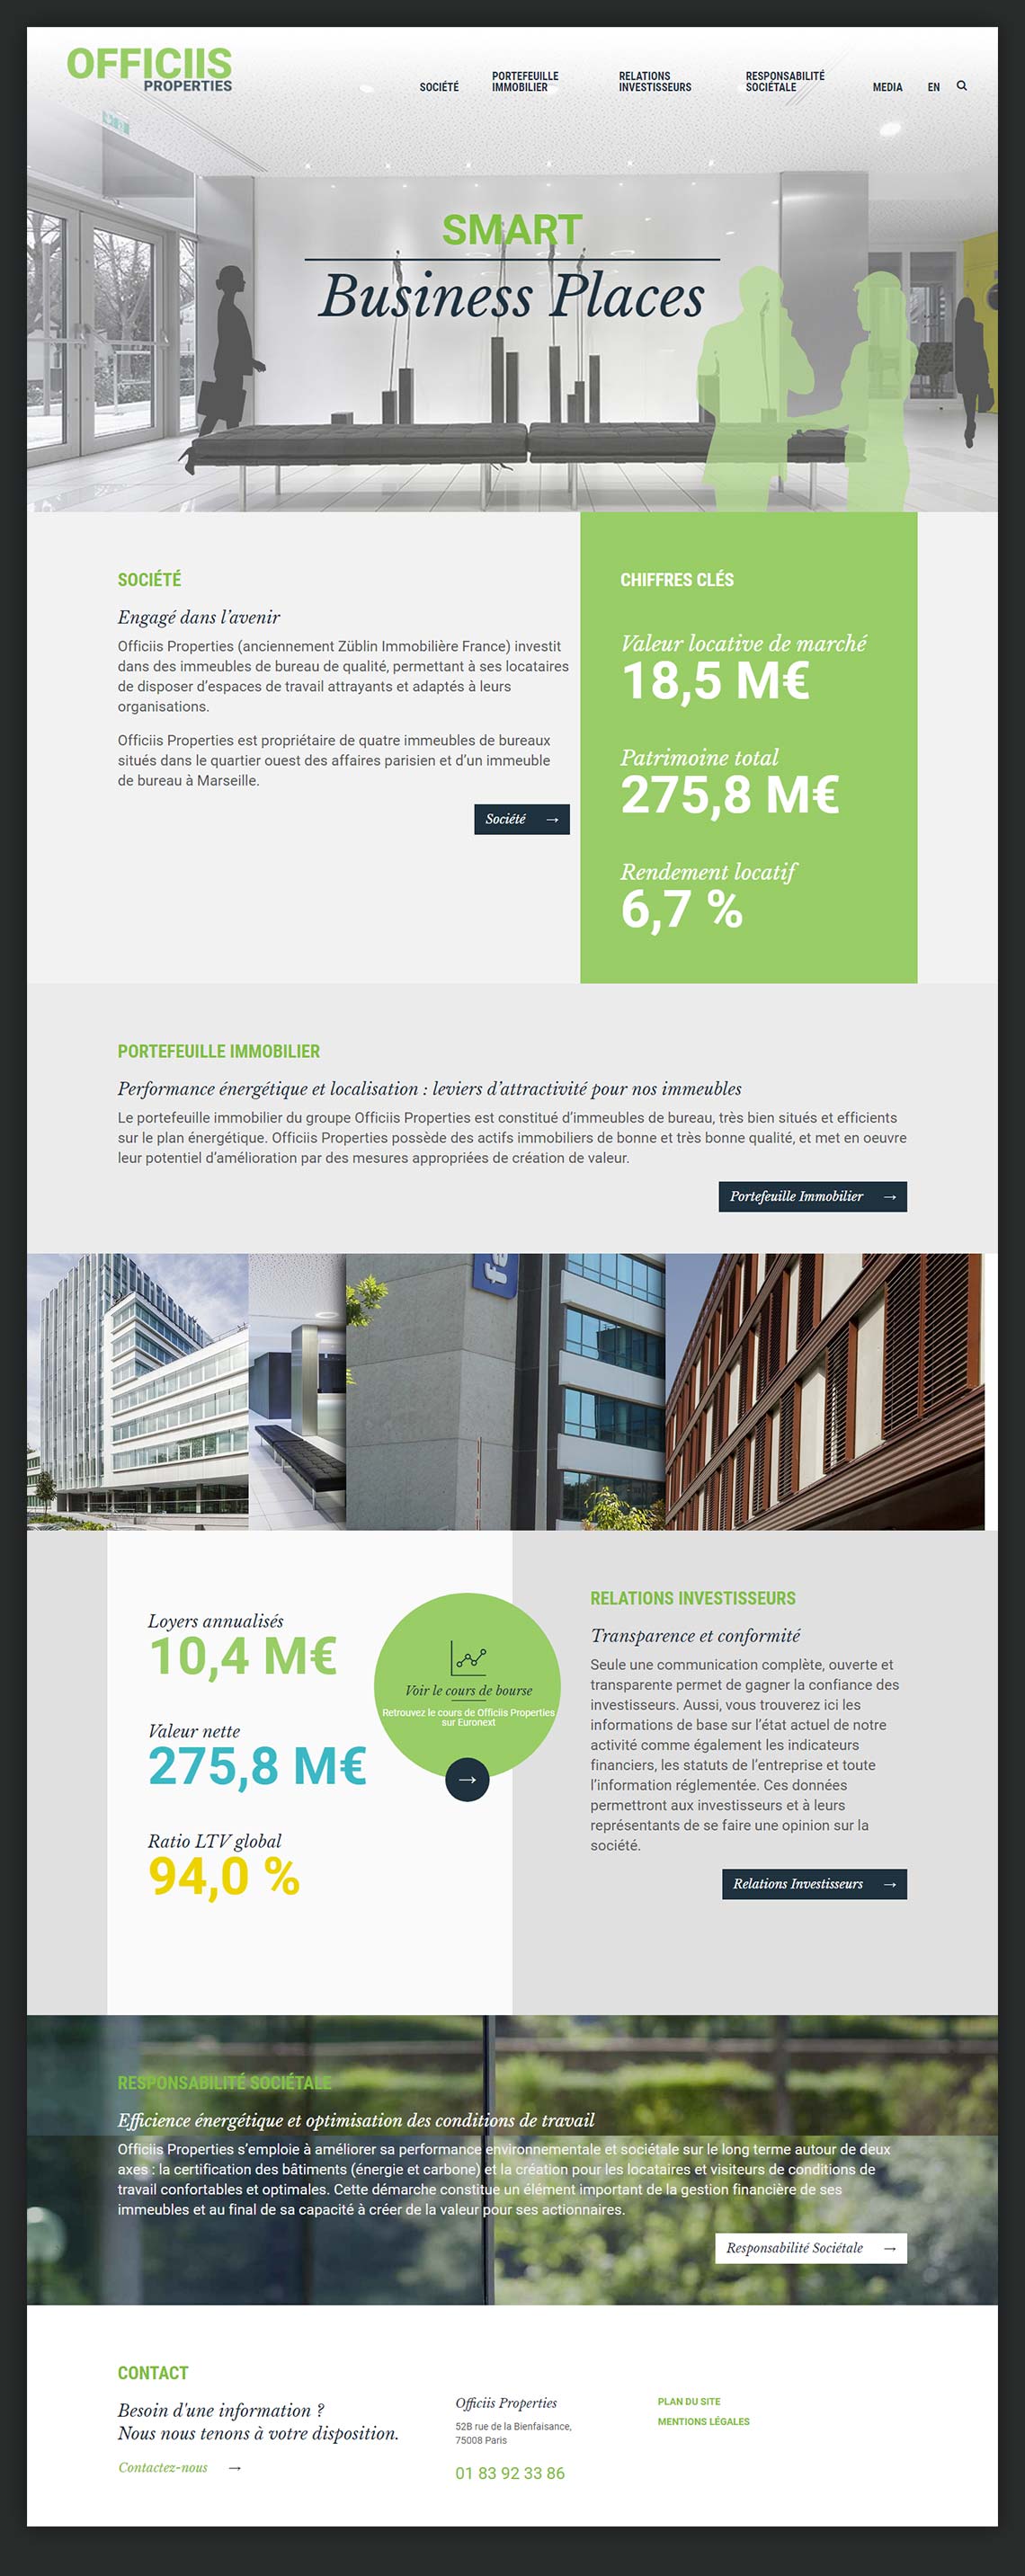 OFFICIIS
PROPERTIES
SOCIÉTÉ
PORTEFEUILLE
IMMOBILIER
RELATIONS
INVESTISSEURS
RESPONSABILITÉ
SOCIÉTALE
MEDIA
EN
SMART
Business Places
SOCIÉTÉ
Engagé dans l’avenir
Officiis Properties (anciennement Züblin Immobilière France) investit
dans des immeubles de bureau de qualité, permettant à ses locataires
de disposer d’espaces de travail attrayants et adaptés à leurs
organisations.
Officiis Properties est propriétaire de quatre immeubles de bureaux
situés dans le quartier ouest des affaires parisien et d’un immeuble
de bureau à Marseille.
Société →
CHIFFRES CLÉS
Valeur locative de marché
18,5 M€
Patrimoine total
275,8 M€
Rendement locatif
6,7 %
PORTEFEUILLE IMMOBILIER
Performance énergétique et localisation : leviers d’attractivité pour nos immeubles
Le portefeuille immobilier du groupe Officiis Properties est constitué d’immeubles de bureau, très bien situés et efficients
sur le plan énergétique. Officiis Properties possède des actifs immobiliers de bonne et très bonne qualité, et met en oeuvre
leur potentiel d’amélioration par des mesures appropriées de création de valeur.
Portefeuille Immobilier →
fa
Loyers annualisés
10,4 M€
Valeur nette
275,8 M€
Ratio LTV global
94,0 %
Voir le cours de bourse
Retrouvez le cours de Officiis Properties
sur Euronext
→
RELATIONS INVESTISSEURS
Transparence et conformité
Seule une communication complète, ouverte et
transparente permet de gagner la confiance des
investisseurs. Aussi, vous trouverez ici les
informations de base sur l’état actuel de notre
activité comme également les indicateurs
financiers, les statuts de l’entreprise et toute
l’information réglementée. Ces données
permettront aux investisseurs et à leurs
représentants de se faire une opinion sur la
société.
Relations Investisseurs →
RESPONSABILITÉ SOCIÉTALE
Efficience énergétique et optimisation des conditions de travail
Officiis Properties s’emploie à améliorer sa performance environnementale et sociétale sur le long terme autour de deux
axes : la certification des bâtiments (énergie et carbone) et la création pour les locataires et visiteurs de conditions de
travail confortables et optimales. Cette démarche constitue un élément important de la gestion financière de ses
immeubles et au final de sa capacité à créer de la valeur pour ses actionnaires.
Responsabilité Sociétale →
CONTACT
Besoin d'une information ?
Nous nous tenons à votre disposition.
Contactez-nous →
Officiis Properties
52B rue de la Bienfaisance,
75008 Paris
01 83 92 33 86
PLAN DU SITE
MENTIONS LÉGALES